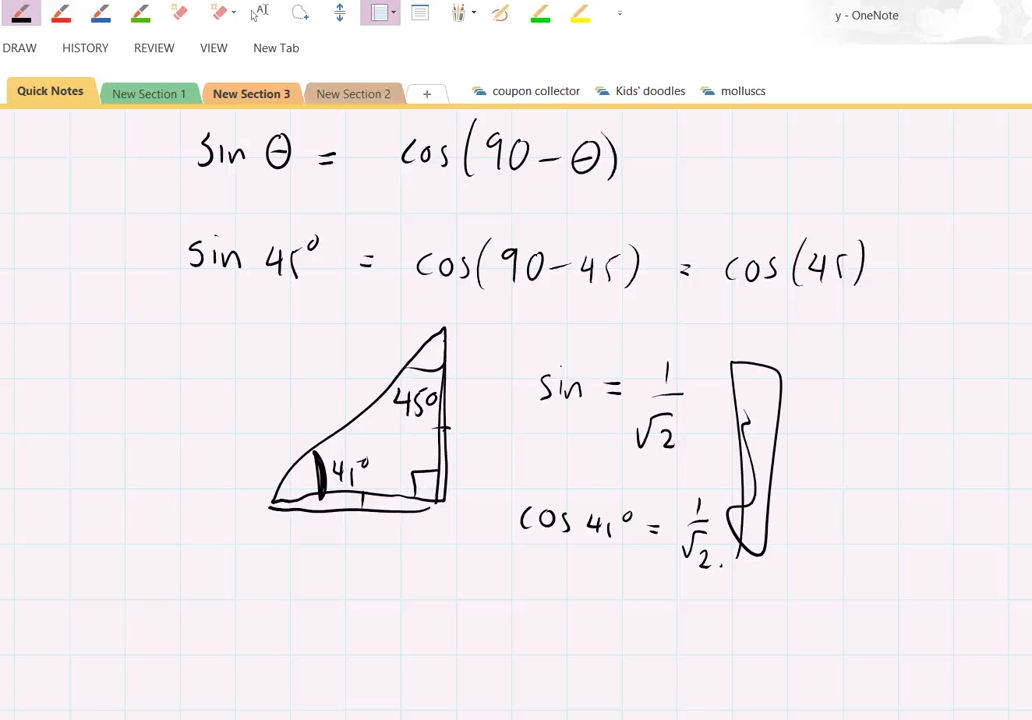 y - OneNote
DRAW HISTORY REVIEW VIEW New Tab
Quick Notes New Section 1 New Section 3 New Section 2 + coupon collector Kids' doodles molluscs
sin θ = cos(90 - θ)
sin 45° = cos(90 - 45) = cos(45)
45°
sin = 1/√2
45°
cos 45° = 1/√2.